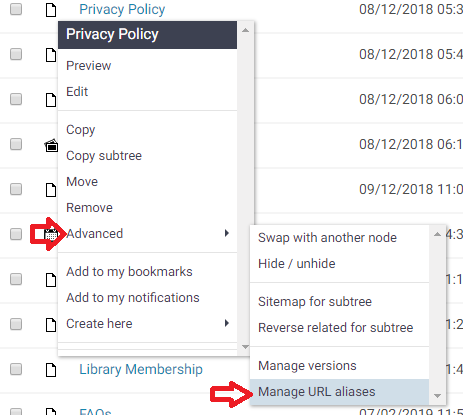 Privacy Policy 08/12/2018 05:3
Privacy Policy
08/12/2018 05:4
Preview
Edit
08/12/2018 06:0
Copy
08/12/2018 06:1
Copy subtree
Move
09/12/2018 11:0
Remove
Advanced
4:3
Swap with another node
Hide / unhide
Add to my bookmarks
1:1
Add to my notifications
Sitemap for subtree
Create here
Reverse related for subtree
1:2
Library Membership
Manage versions
1:4
Manage URL aliases
FAQs 07/02/2019 11:5